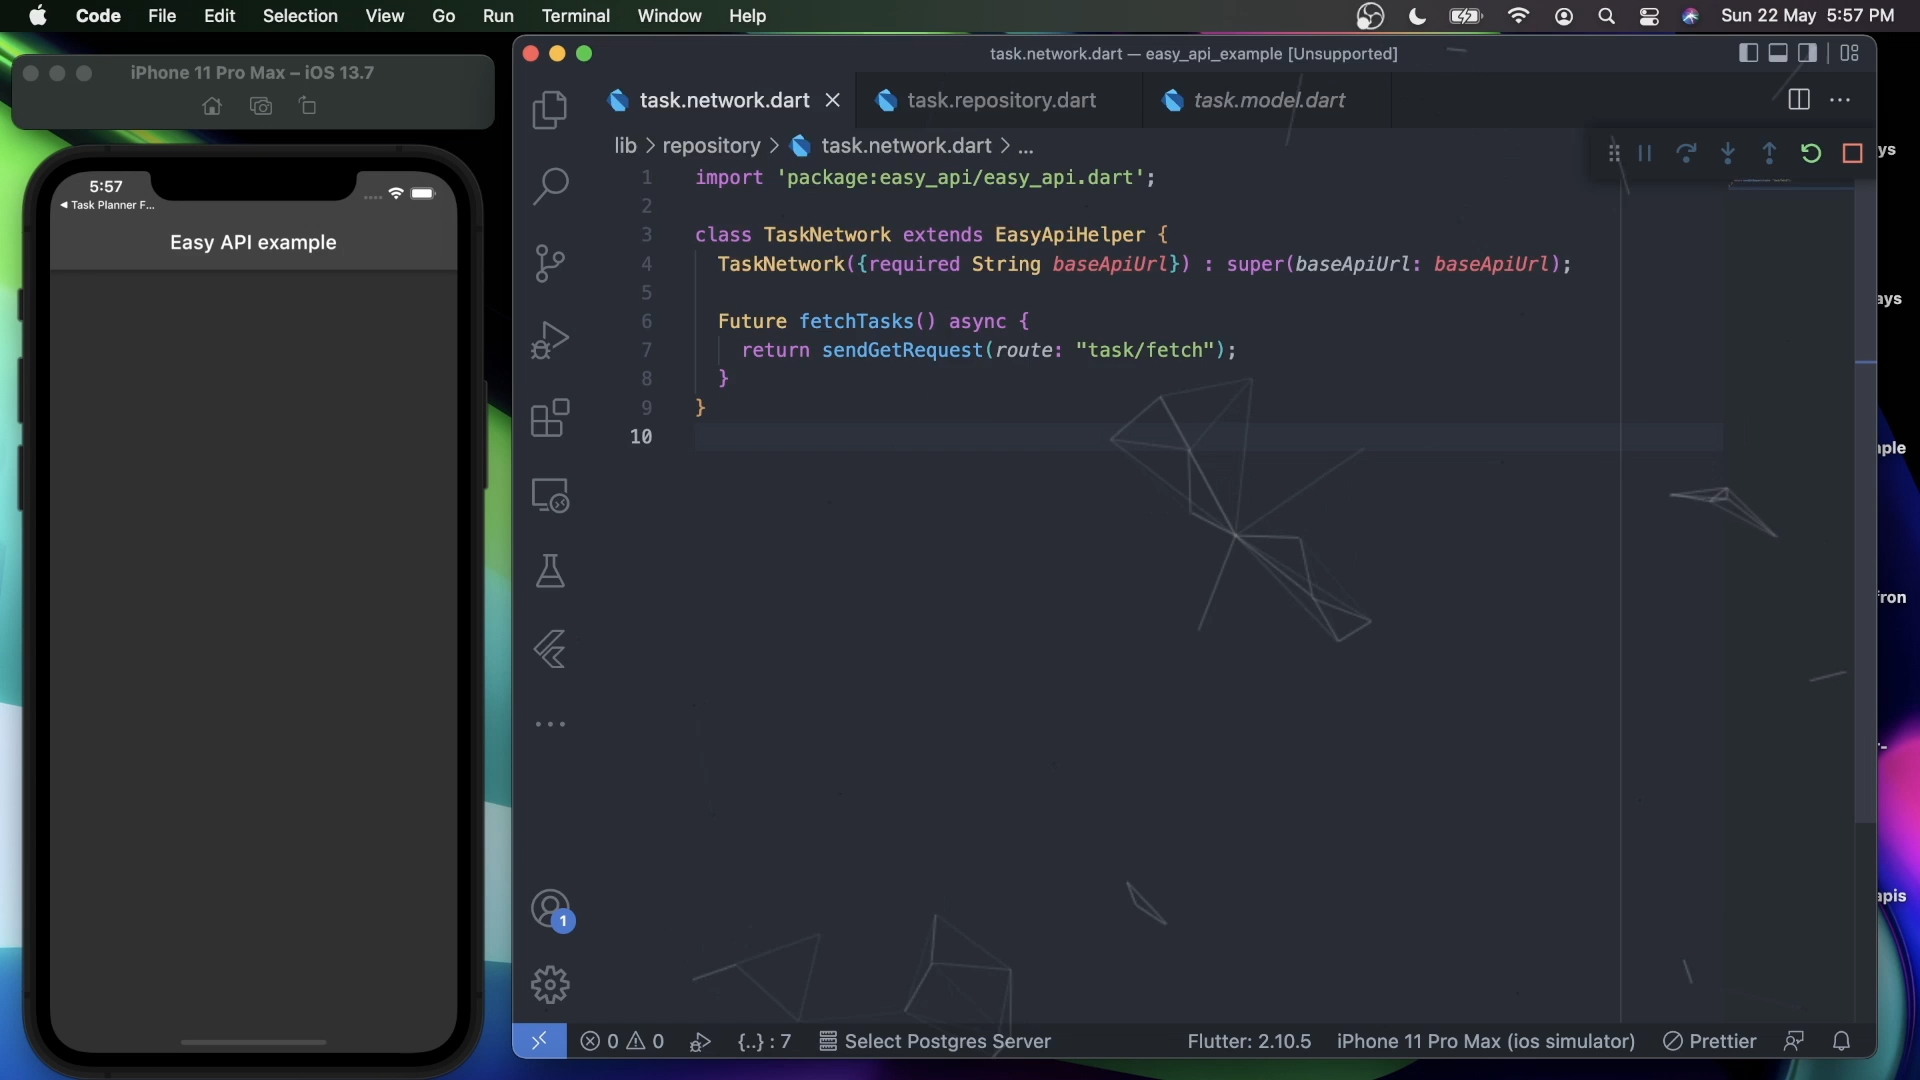 Code File Edit Selection View Go Run Terminal Window Help
Sun 22 May 5:57 PM
iPhone 11 Pro Max – iOS 13.7
5:57
◀ Task Planner F...
Easy API example
task.network.dart — easy_api_example [Unsupported]
task.network.dart
task.repository.dart
task.model.dart
lib > repository > task.network.dart > ...
1 import 'package:easy_api/easy_api.dart';
2
3 class TaskNetwork extends EasyApiHelper {
4 TaskNetwork({required String baseApiUrl}) : super(baseApiUrl: baseApiUrl);
5
6 Future fetchTasks() async {
7 return sendGetRequest(route: "task/fetch");
8 }
9 }
10
1
0 0
{..} : 7
Select Postgres Server
Flutter: 2.10.5
iPhone 11 Pro Max (ios simulator)
Prettier